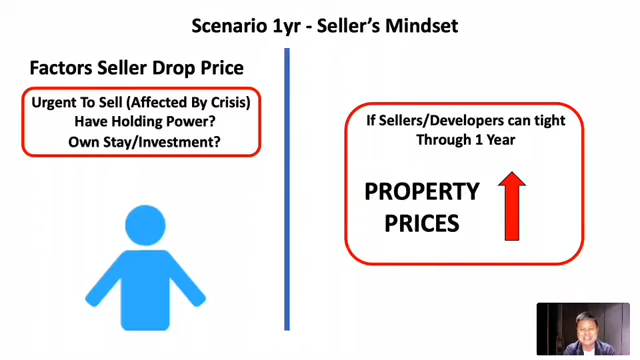 Scenario 1yr - Seller's Mindset
Factors Seller Drop Price
Urgent To Sell (Affected By Crisis)
Have Holding Power?
Own Stay/Investment?
If Sellers/Developers can tight
Through 1 Year
PROPERTY
PRICES